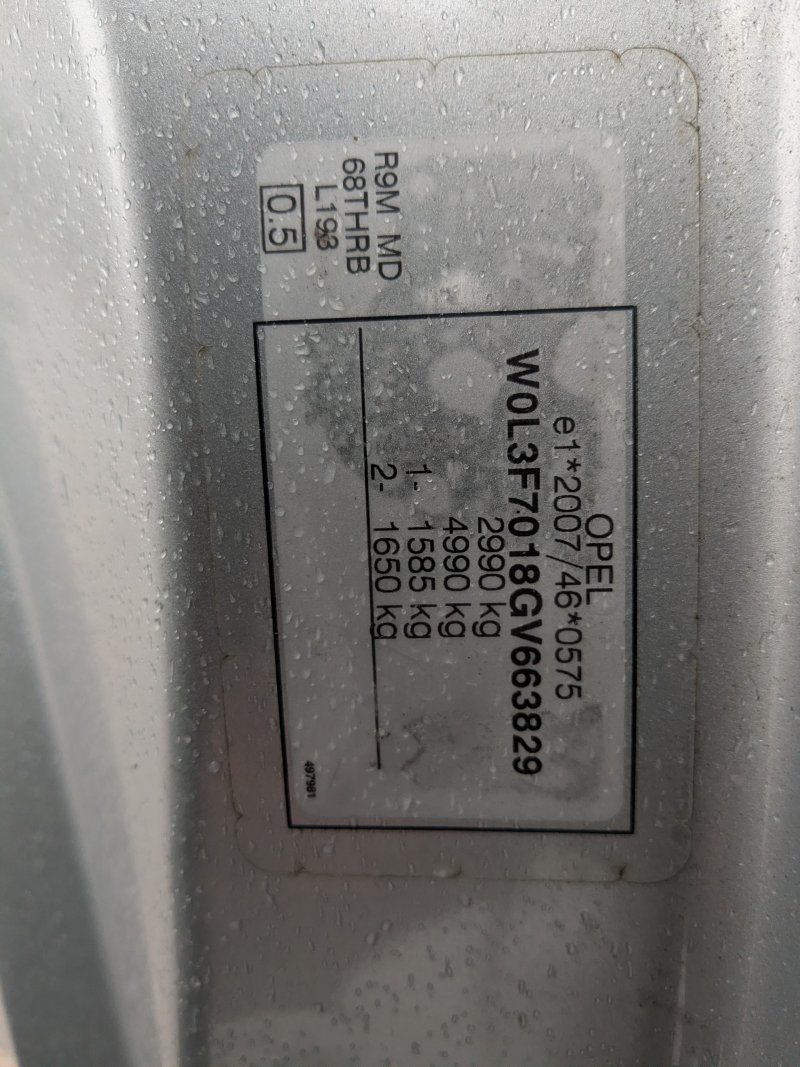 OPEL
e1*2007/46*0575
W0L3F7018GV663829
2990 kg
4990 kg
1- 1585 kg
2- 1650 kg
497981
R9M MD
68THRB
L193
0.5